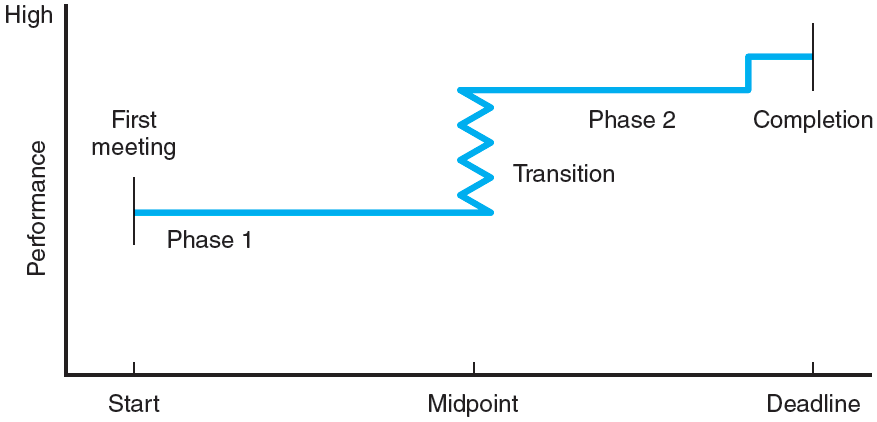 High
First
meeting
Phase 2
Completion
Transition
Performance
Phase 1
Start
Midpoint
Deadline